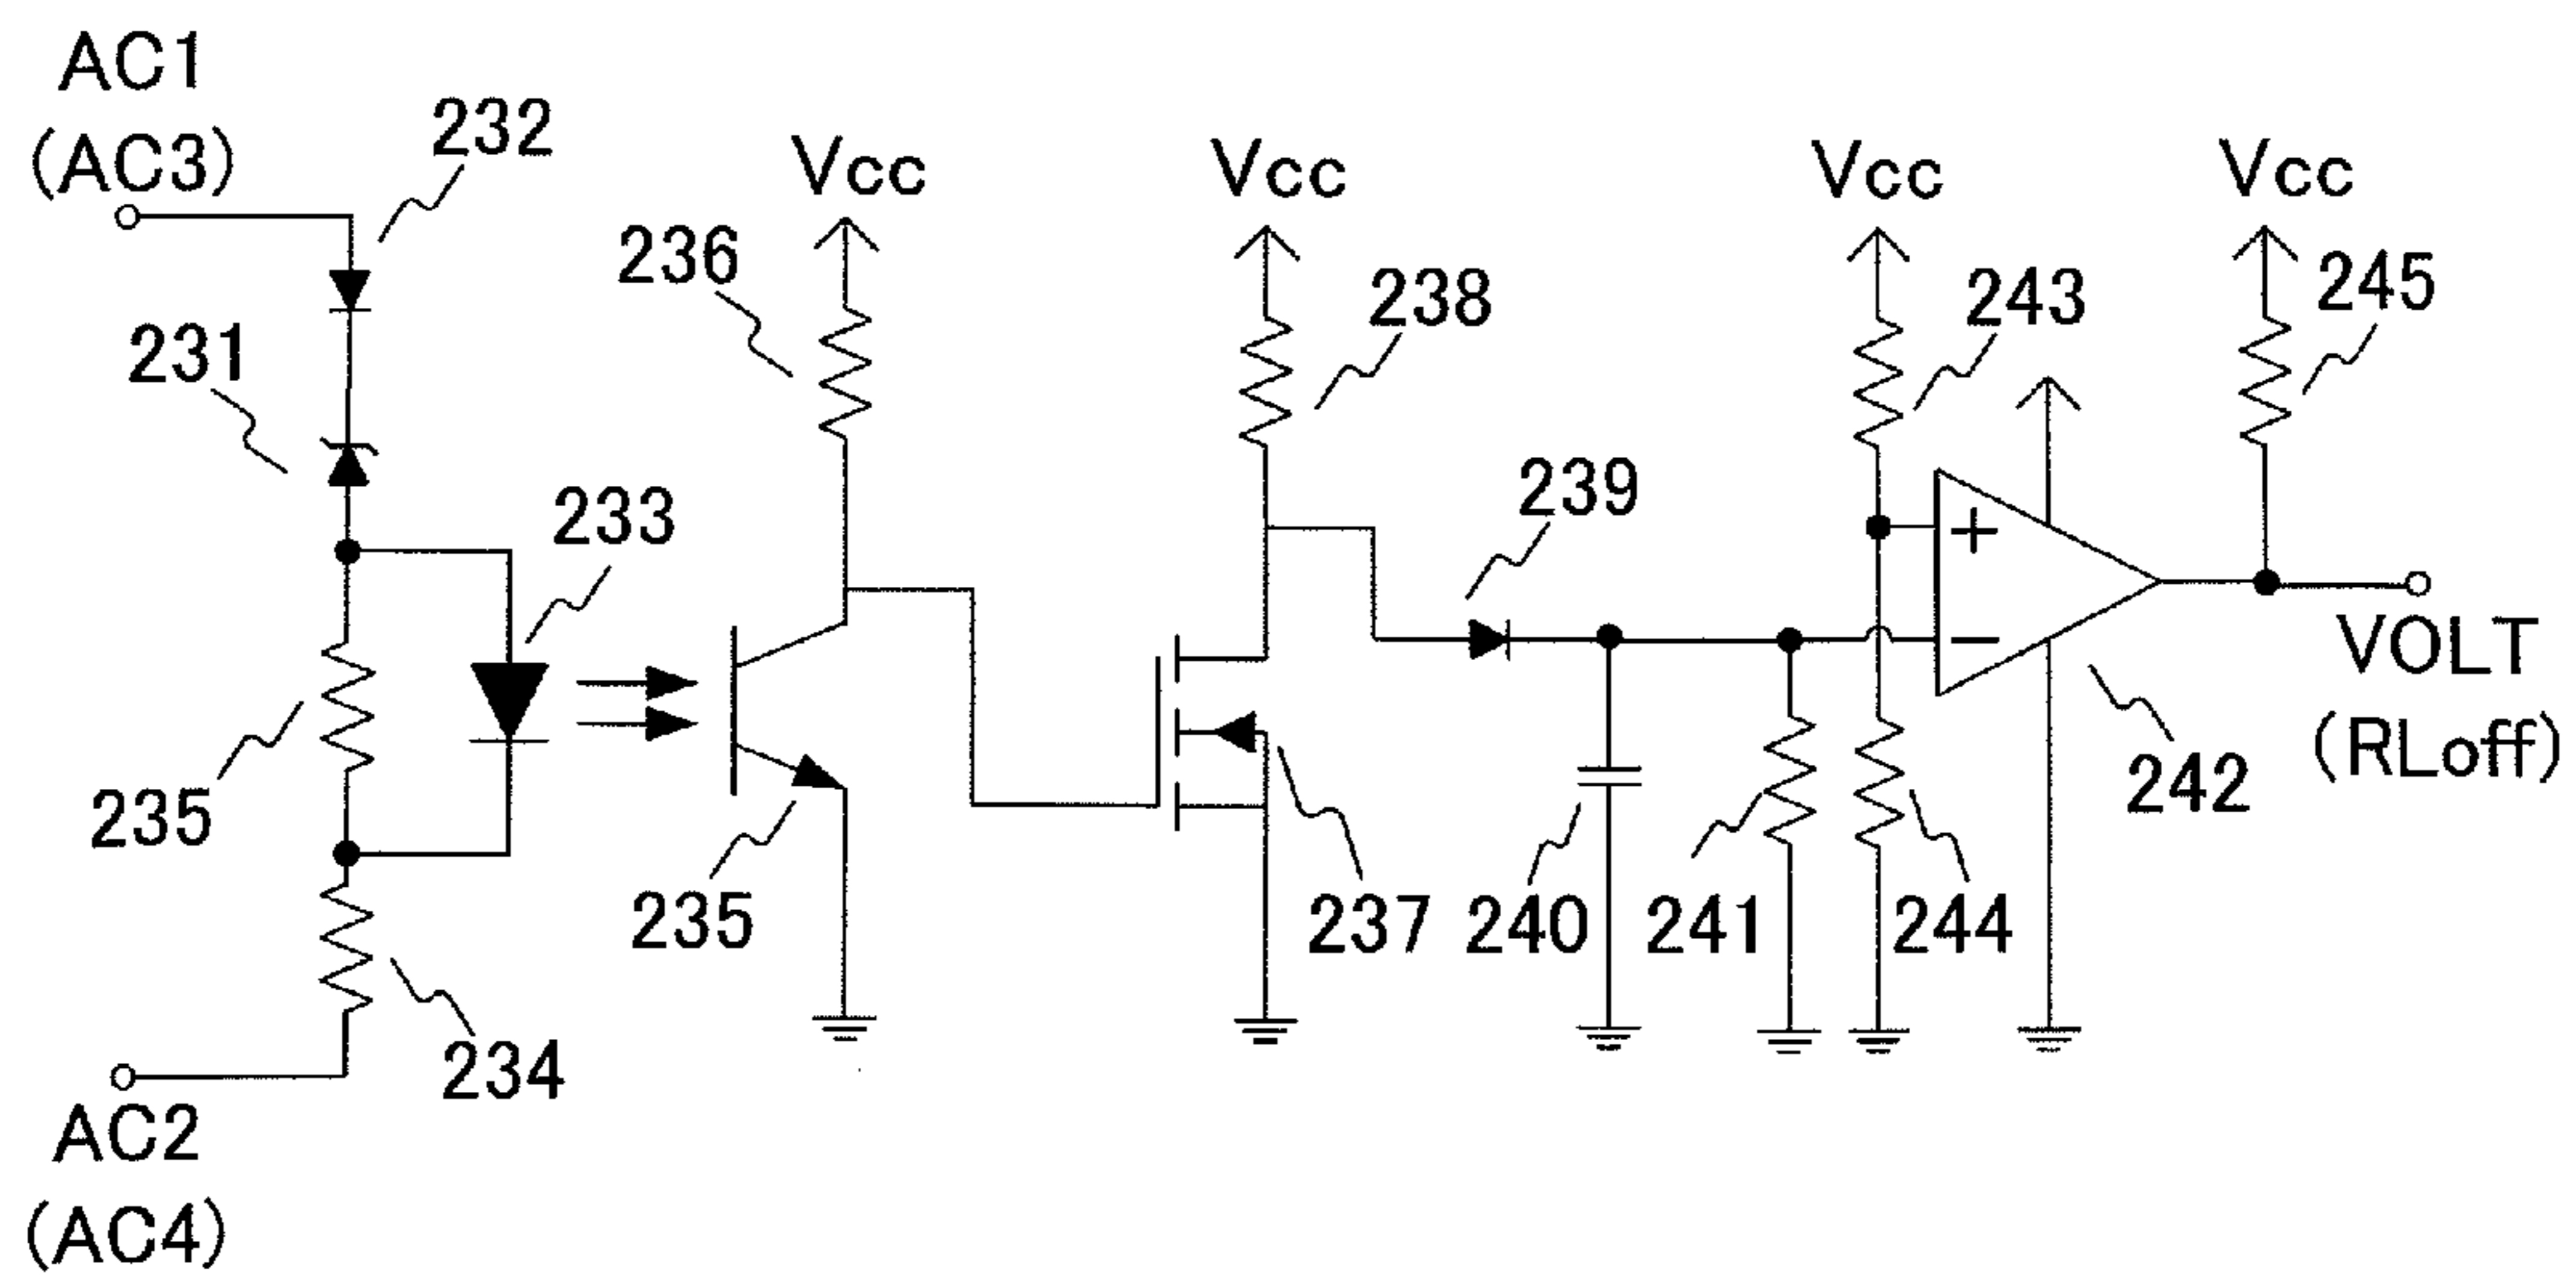 AC1
(AC3)
232
Vcc
Vcc
Vcc
Vcc
236
238
243
245
231
233
239
+
−
VOLT
(RLoff)
235
235
237
240
241
244
242
234
AC2
(AC4)